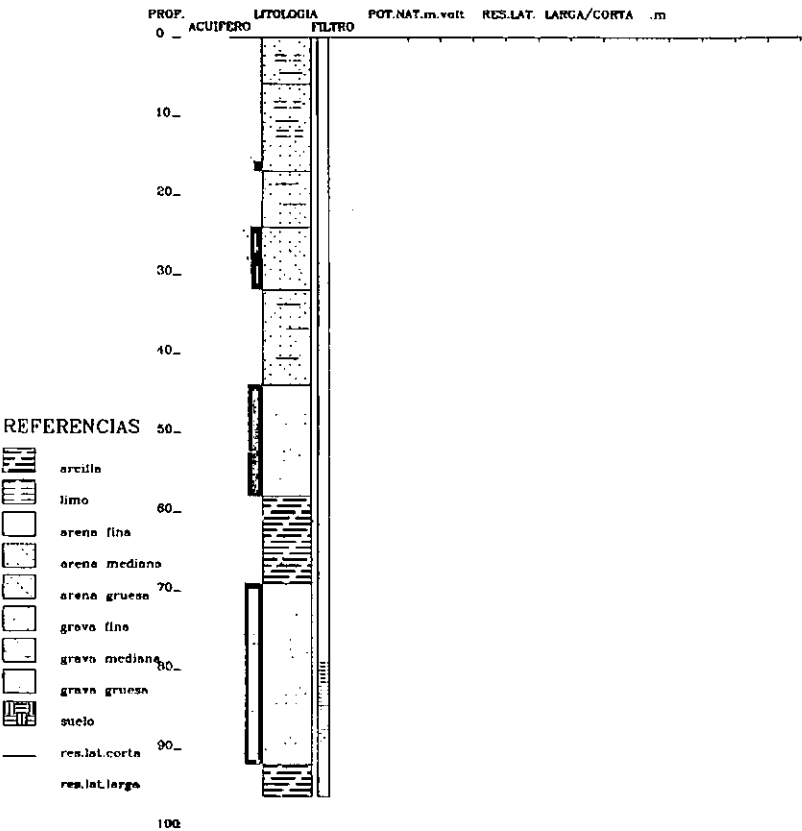 PROF. LITOLOGIA POT.NAT.m.volt RES.LAT. LARGA/CORTA .m
ACUIFERO FILTRO
0
10
20
30
40
50
60
70
80
90
100
REFERENCIAS
arcilla
limo
arena fina
arena mediana
arena gruesa
grava fina
grava mediana
grava gruesa
suelo
res.lat.corta
res.lat.larga